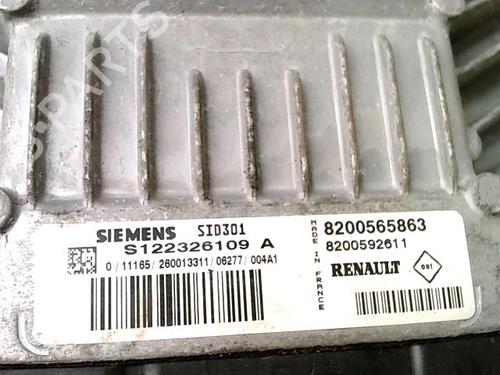 SIEMENS SID301
S122326109 A
0/11165/260013311/06277/004A1
MADE IN FRANCE
8200565863
8200592611
RENAULT